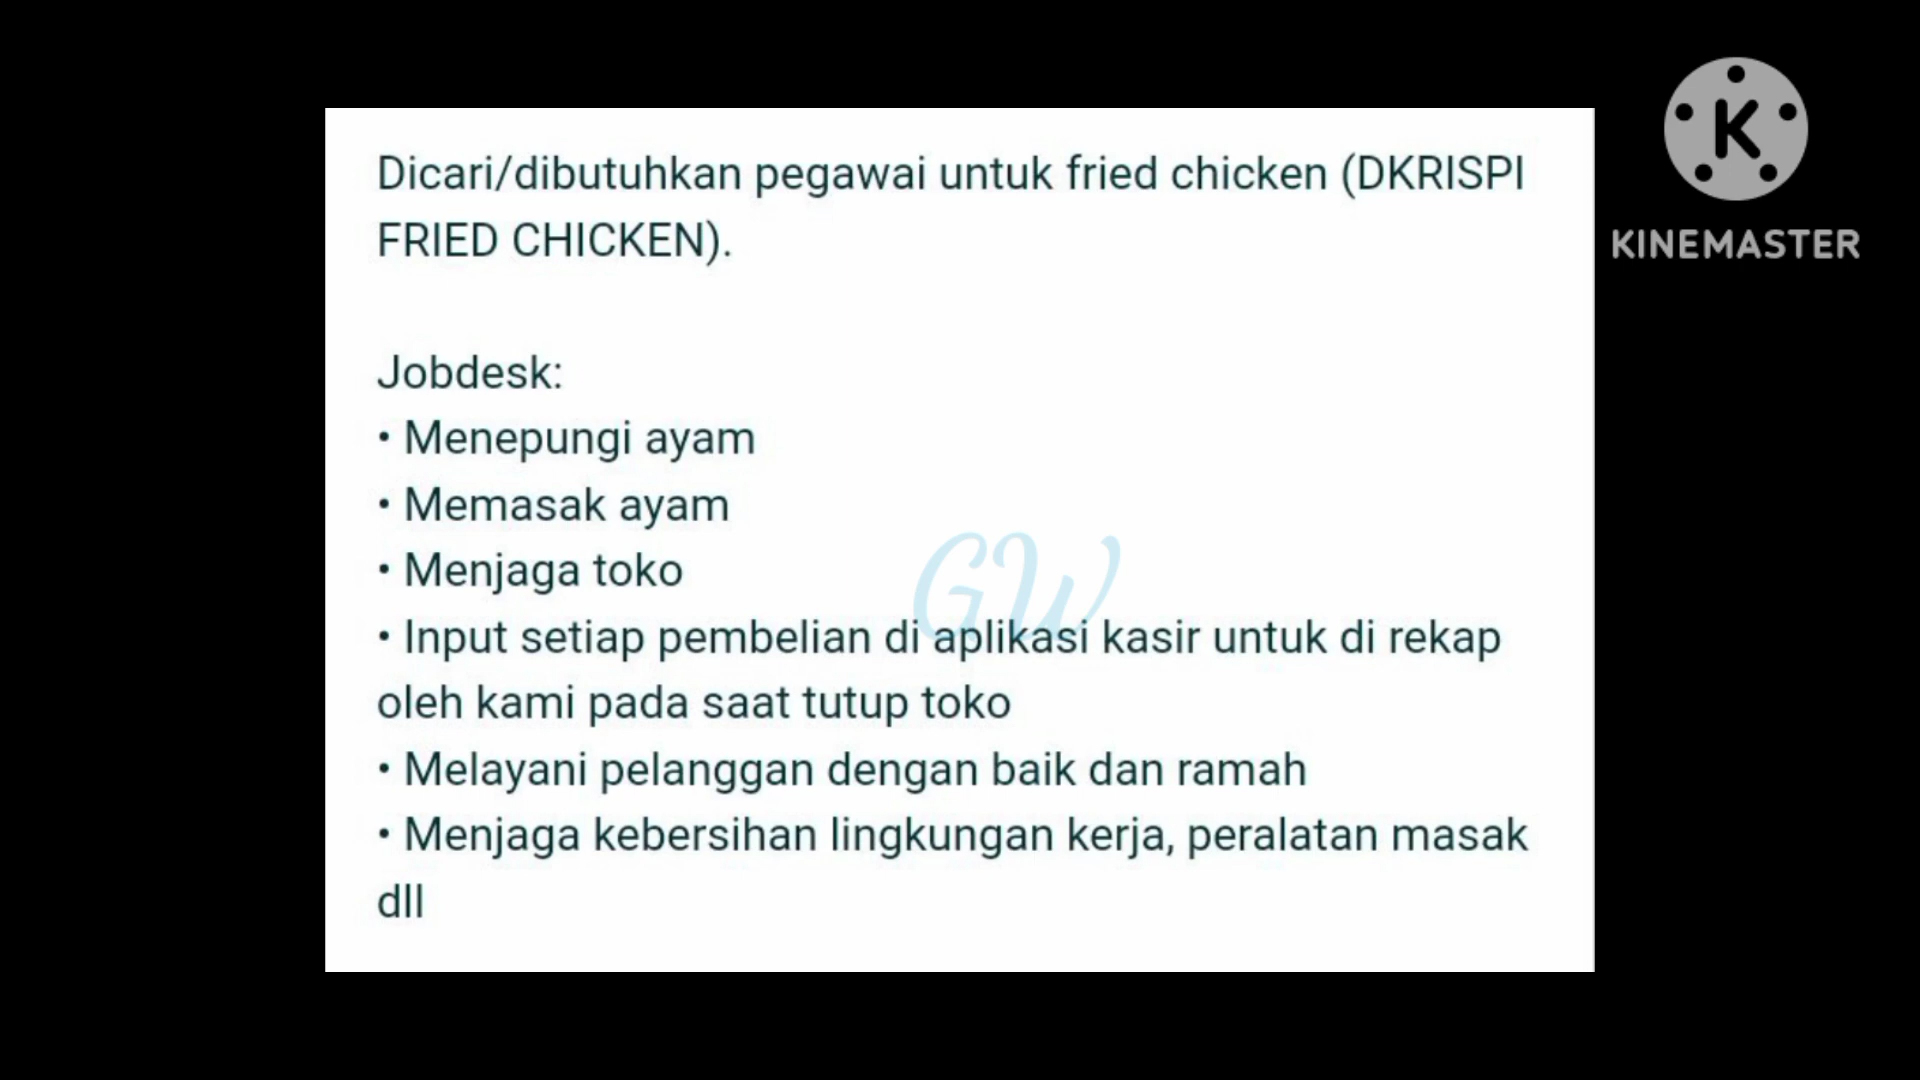 Dicari/dibutuhkan pegawai untuk fried chicken (DKRISPI
FRIED CHICKEN).
Jobdesk:
• Menepungi ayam
• Memasak ayam
• Menjaga toko
• Input setiap pembelian di aplikasi kasir untuk di rekap
oleh kami pada saat tutup toko
• Melayani pelanggan dengan baik dan ramah
• Menjaga kebersihan lingkungan kerja, peralatan masak
dll
GW
K
KINEMASTER